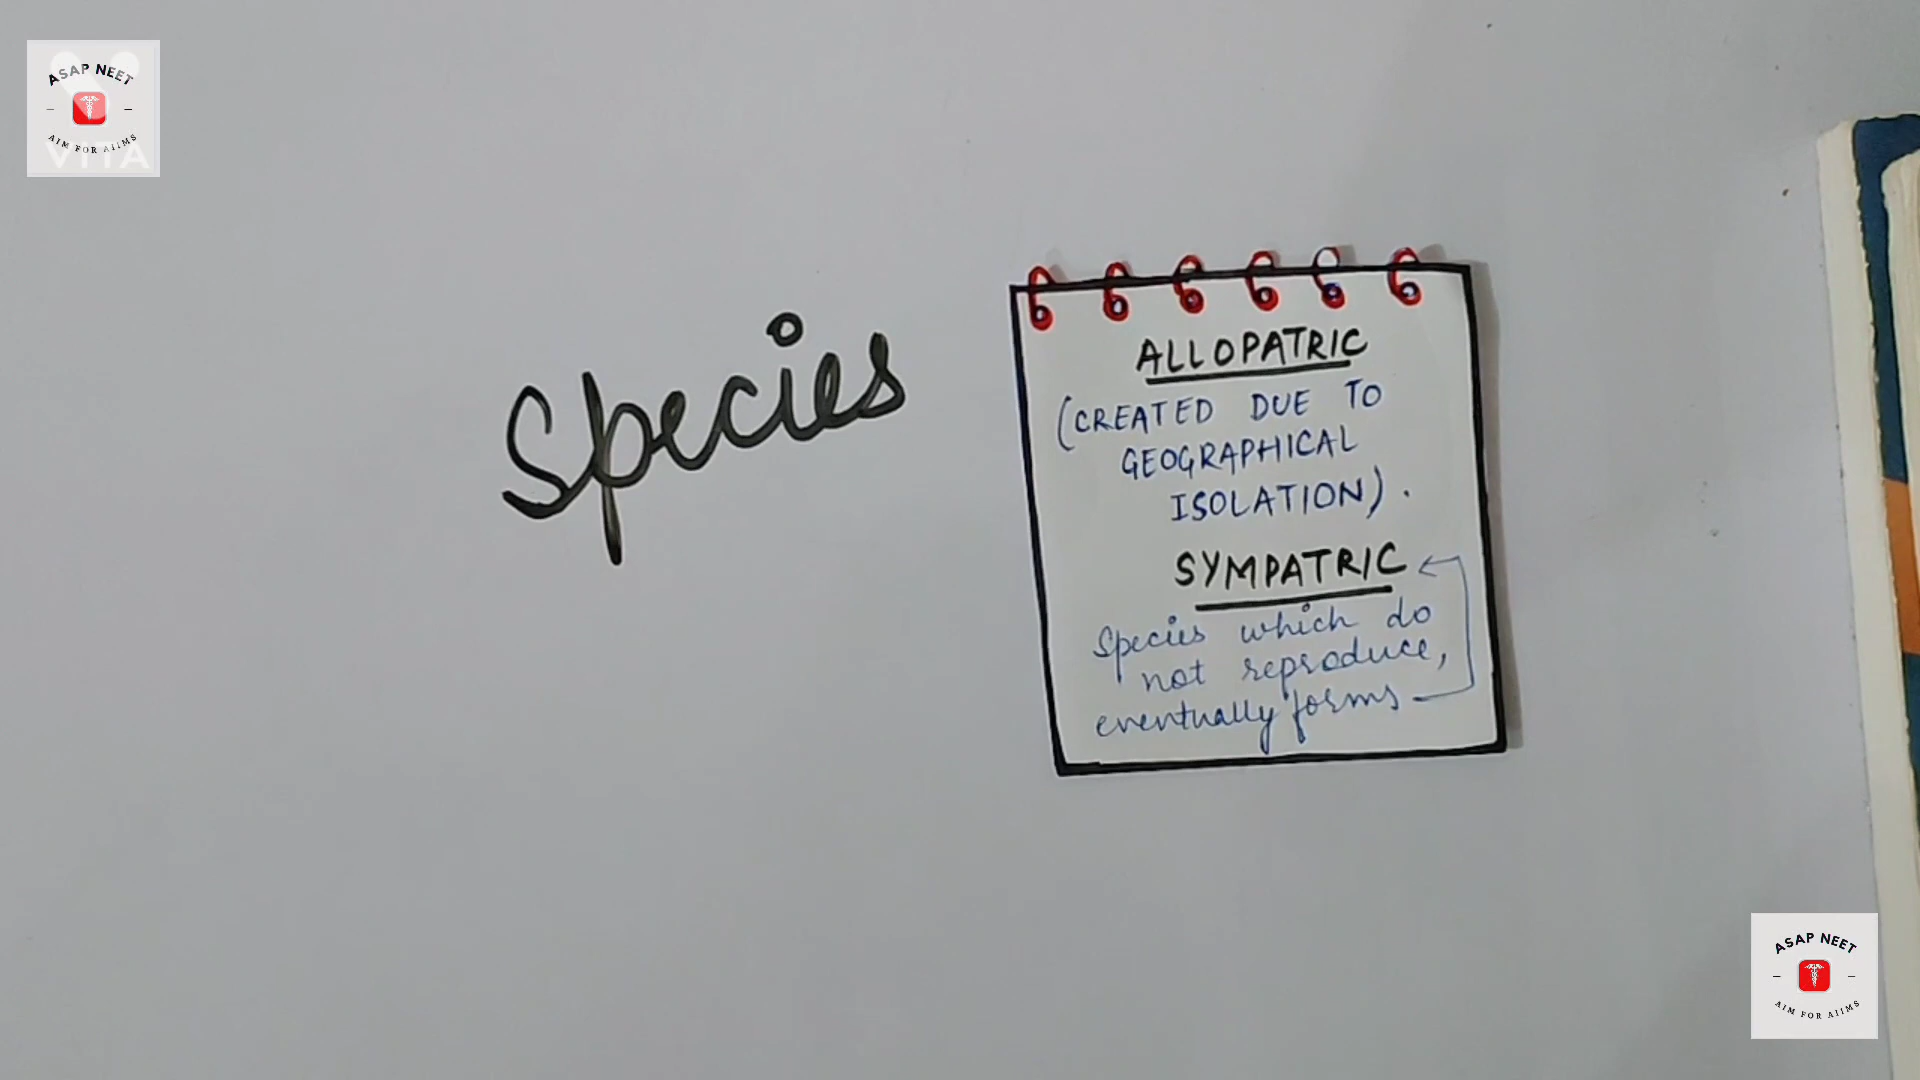 ASAP NEET
AIM FOR AIIMS
VITA
Species
ALLOPATRIC
(CREATED DUE TO
GEOGRAPHICAL
ISOLATION).
SYMPATRIC
Species which do
not reproduce,
eventually forms
ASAP NEET
AIM FOR AIIMS